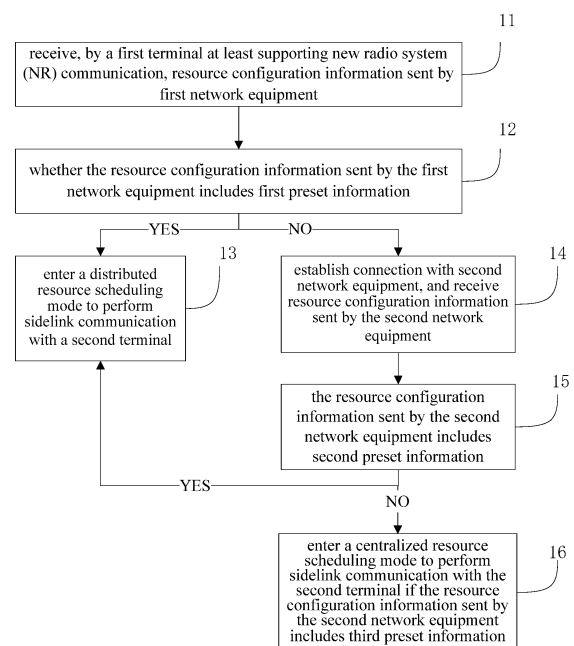 11
receive, by a first terminal at least supporting new radio system
(NR) communication, resource configuration information sent by
first network equipment
12
whether the resource configuration information sent by the first
network equipment includes first preset information
YES
NO
13
enter a distributed
resource scheduling
mode to perform
sidelink communication
with a second terminal
14
establish connection with second
network equipment, and receive
resource configuration information
sent by the second network
equipment
15
the resource configuration
information sent by the second
network equipment includes
second preset information
YES
NO
16
enter a centralized resource
scheduling mode to perform
sidelink communication with the
second terminal if the resource
configuration information sent by
the second network equipment
includes third preset information